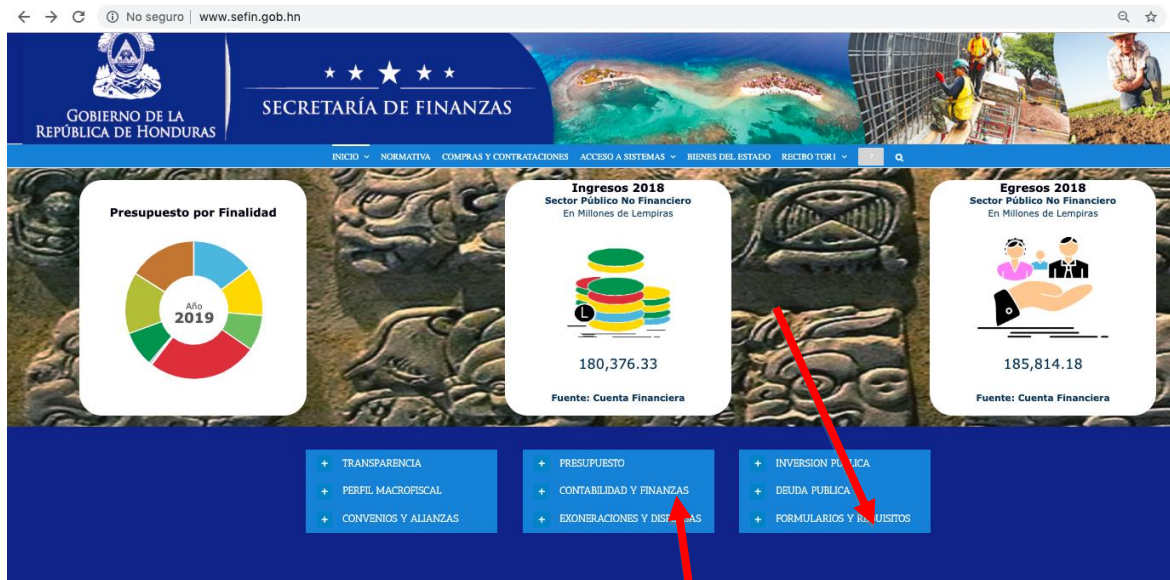 No seguro | www.sefin.gob.hn
GOBIERNO DE LA
REPÚBLICA DE HONDURAS
SECRETARÍA DE FINANZAS
INICIO NORMATIVA COMPRAS Y CONTRATACIONES ACCESO A SISTEMAS BIENES DEL ESTADO RECIBO TGR1 ?
Presupuesto por Finalidad
Año
2019
Ingresos 2018
Sector Público No Financiero
En Millones de Lempiras
L
180,376.33
Fuente: Cuenta Financiera
Egresos 2018
Sector Público No Financiero
En Millones de Lempiras
185,814.18
Fuente: Cuenta Financiera
+ TRANSPARENCIA
+ PERFIL MACROFISCAL
+ CONVENIOS Y ALIANZAS
+ PRESUPUESTO
+ CONTABILIDAD Y FINANZAS
+ EXONERACIONES Y DISPENSAS
+ INVERSION PUBLICA
+ DEUDA PUBLICA
+ FORMULARIOS Y REQUISITOS